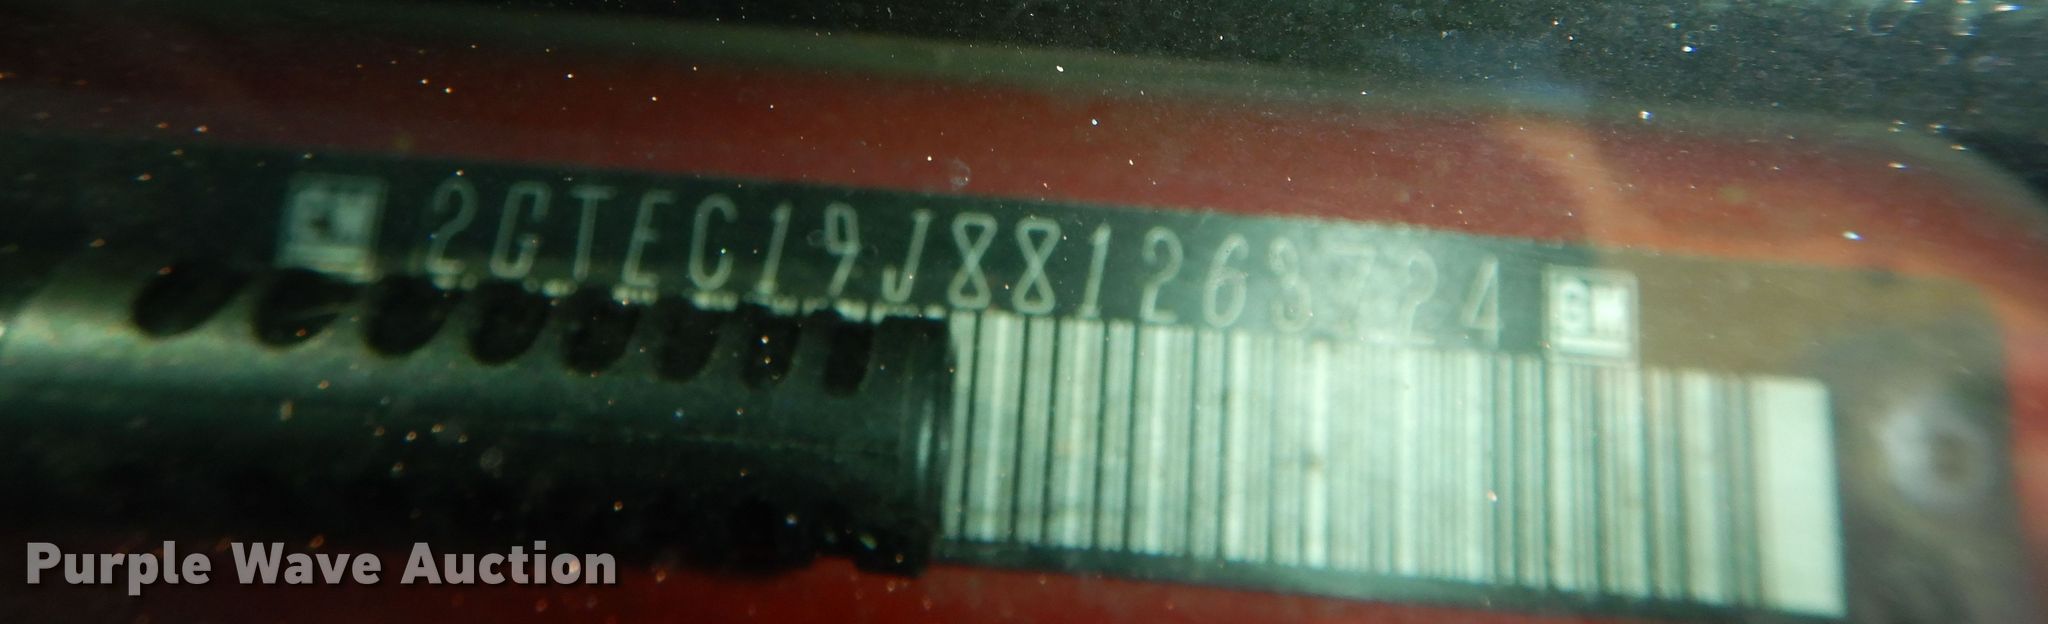 GM 2GTEC19J881263724 GM
Purple Wave Auction